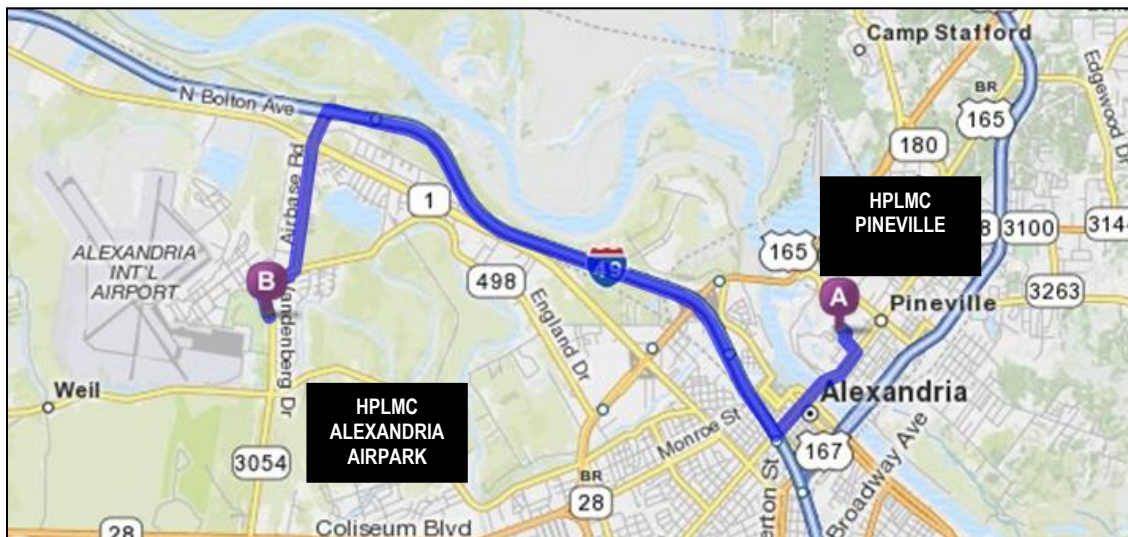 Camp Stafford
Edgewood Dr
N Bolton Ave
BR
165
180
Airbase Rd
HPLMC
PINEVILLE
1
8
3100
3144
ALEXANDRIA
INT'L
AIRPORT
165
49
B
A
498
Pineville
3263
Vandenberg Dr
England Dr
Weil
HPLMC
ALEXANDRIA
AIRPARK
Alexandria
Monroe St
167
3054
erton St
Broadway Ave
BR
28
28
Coliseum Blvd